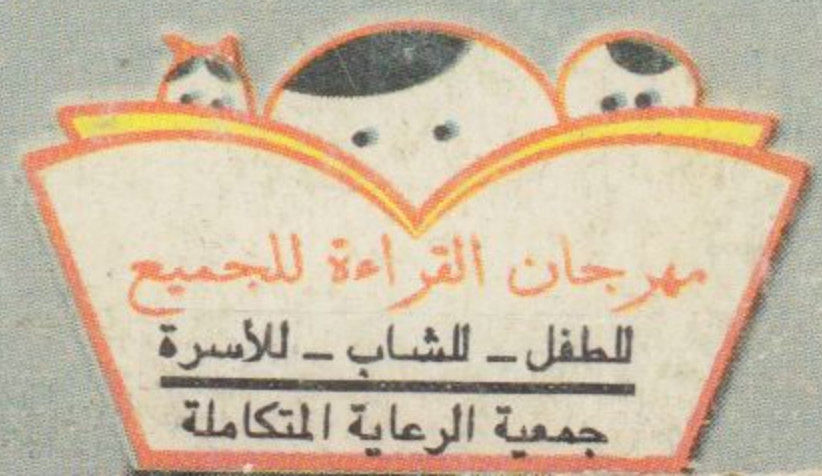 مهرجان القراءة للجميع
للطفل - للشاب - للأسرة
جمعية الرعاية المتكاملة